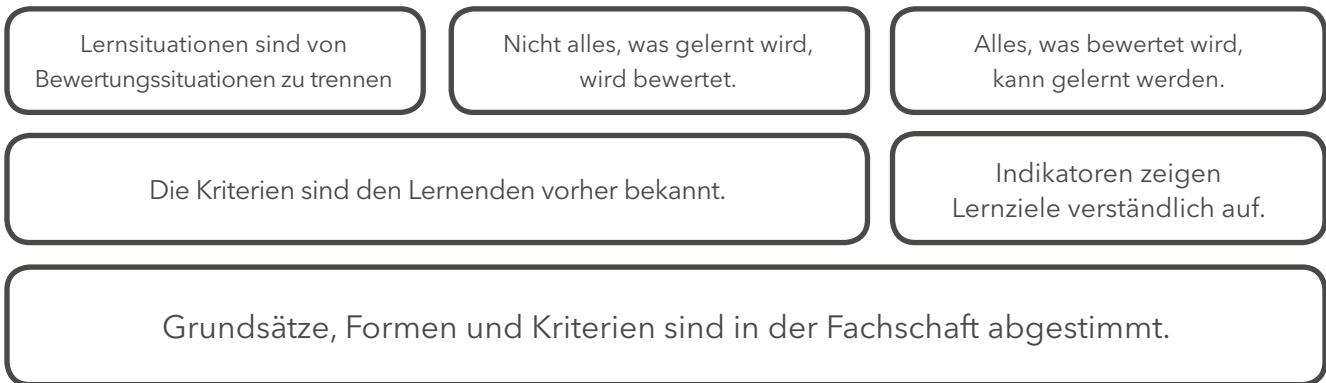 Lernsituationen sind von
Bewertungssituationen zu trennen
Nicht alles, was gelernt wird,
wird bewertet.
Alles, was bewertet wird,
kann gelernt werden.
Die Kriterien sind den Lernenden vorher bekannt.
Indikatoren zeigen
Lernziele verständlich auf.
Grundsätze, Formen und Kriterien sind in der Fachschaft abgestimmt.